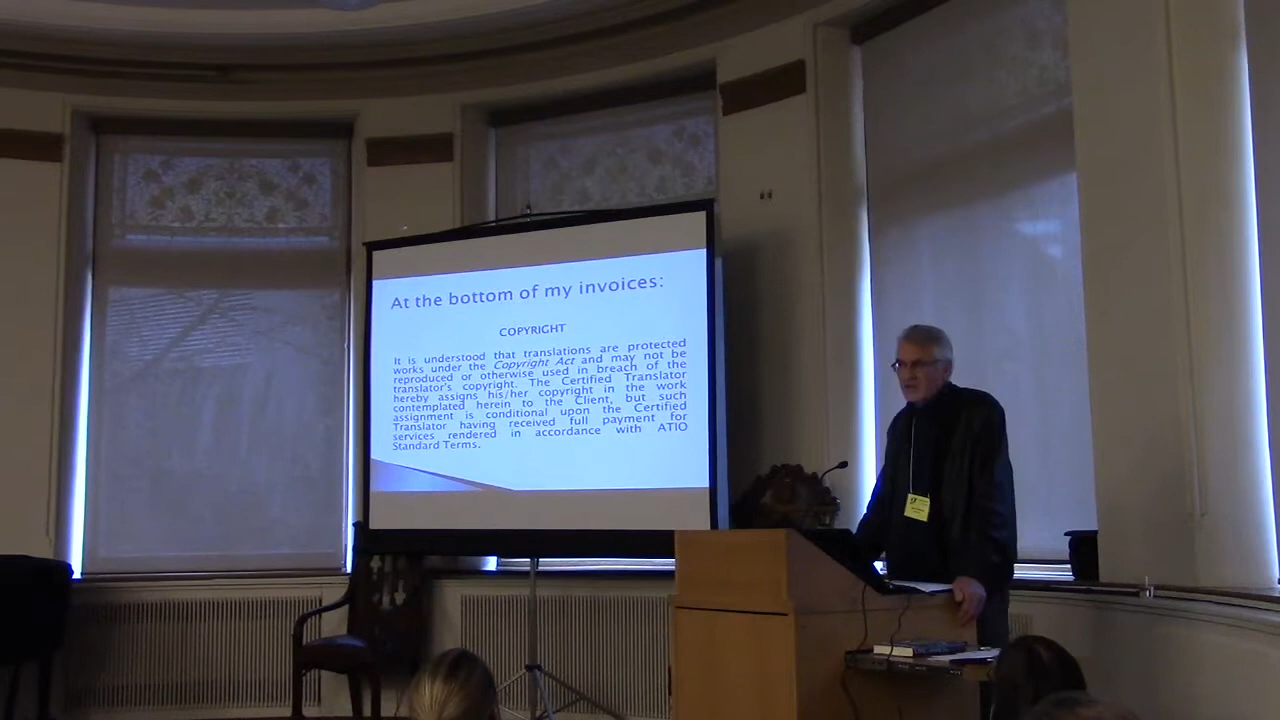 At the bottom of my invoices:
COPYRIGHT
It is understood that translations are protected
works under the Copyright Act and may not be
reproduced or otherwise used in breach of the
translator's copyright. The Certified Translator
hereby assigns his/her copyright in the work
contemplated herein to the Client, but such
assignment is conditional upon the Certified
Translator having received full payment for
services rendered in accordance with ATIO
Standard Terms.